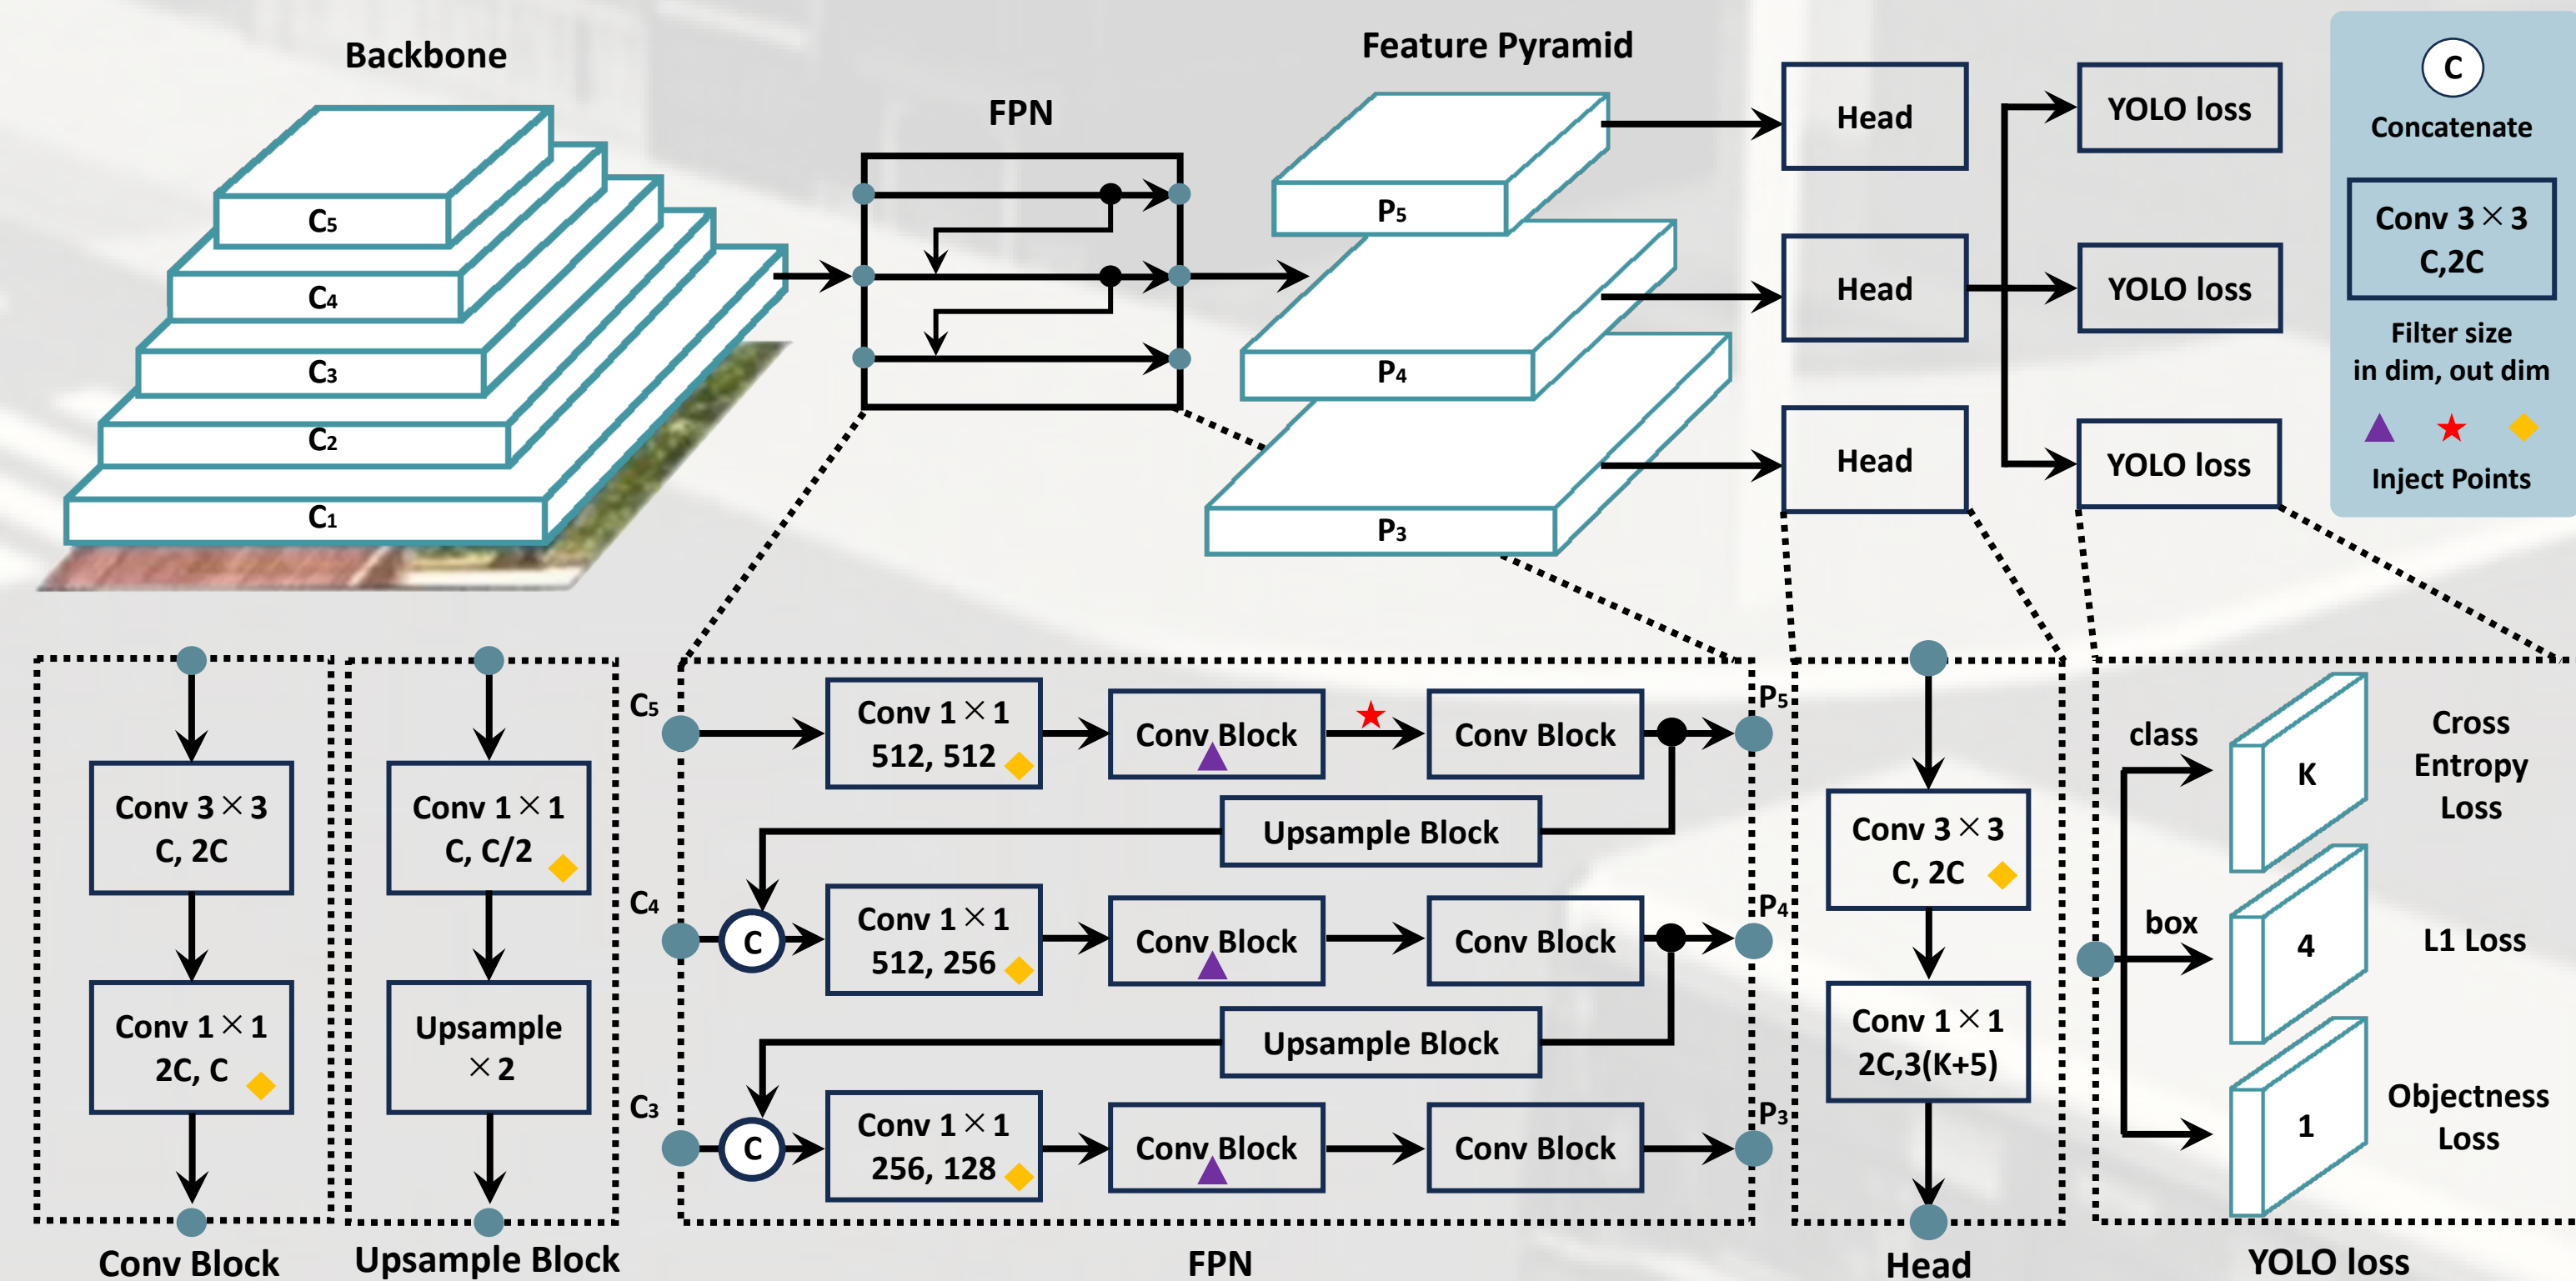 Backbone
C5
C4
C3
C2
C1
FPN
Feature Pyramid
P5
P4
P3
Head
Head
Head
YOLO loss
YOLO loss
YOLO loss
C
Concatenate
Conv 3×3
C,2C
Filter size
in dim, out dim
Inject Points
Conv 3×3
C, 2C
Conv 1×1
2C, C
Conv Block
Conv 1×1
C, C/2
Upsample
×2
Upsample Block
C5
Conv 1×1
512, 512
Conv Block
Conv Block
P5
Upsample Block
C4
C
Conv 1×1
512, 256
Conv Block
Conv Block
P4
Upsample Block
C3
C
Conv 1×1
256, 128
Conv Block
Conv Block
P3
FPN
Conv 3×3
C, 2C
Conv 1×1
2C,3(K+5)
Head
class
K
Cross
Entropy
Loss
box
4
L1 Loss
1
Objectness
Loss
YOLO loss